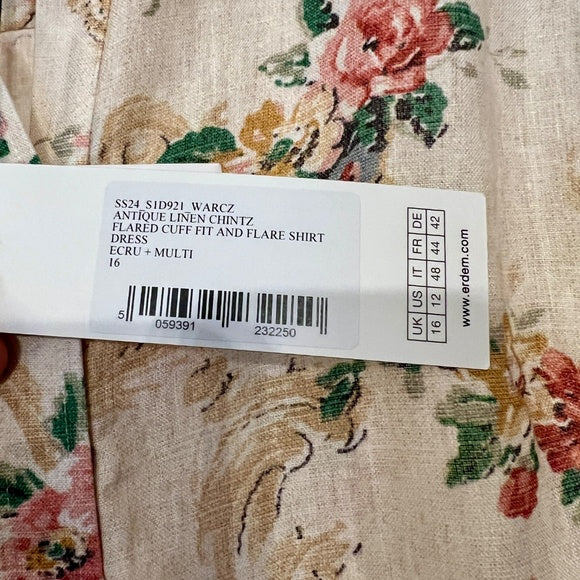 SS24_S1D921_WARCZ
ANTIQUE LINEN CHINTZ
FLARED CUFF FIT AND FLARE SHIRT
DRESS
ECRU + MULTI
16
5 059391 232250
UK US IT FR DE
16 12 48 44 42
www.erdem.com